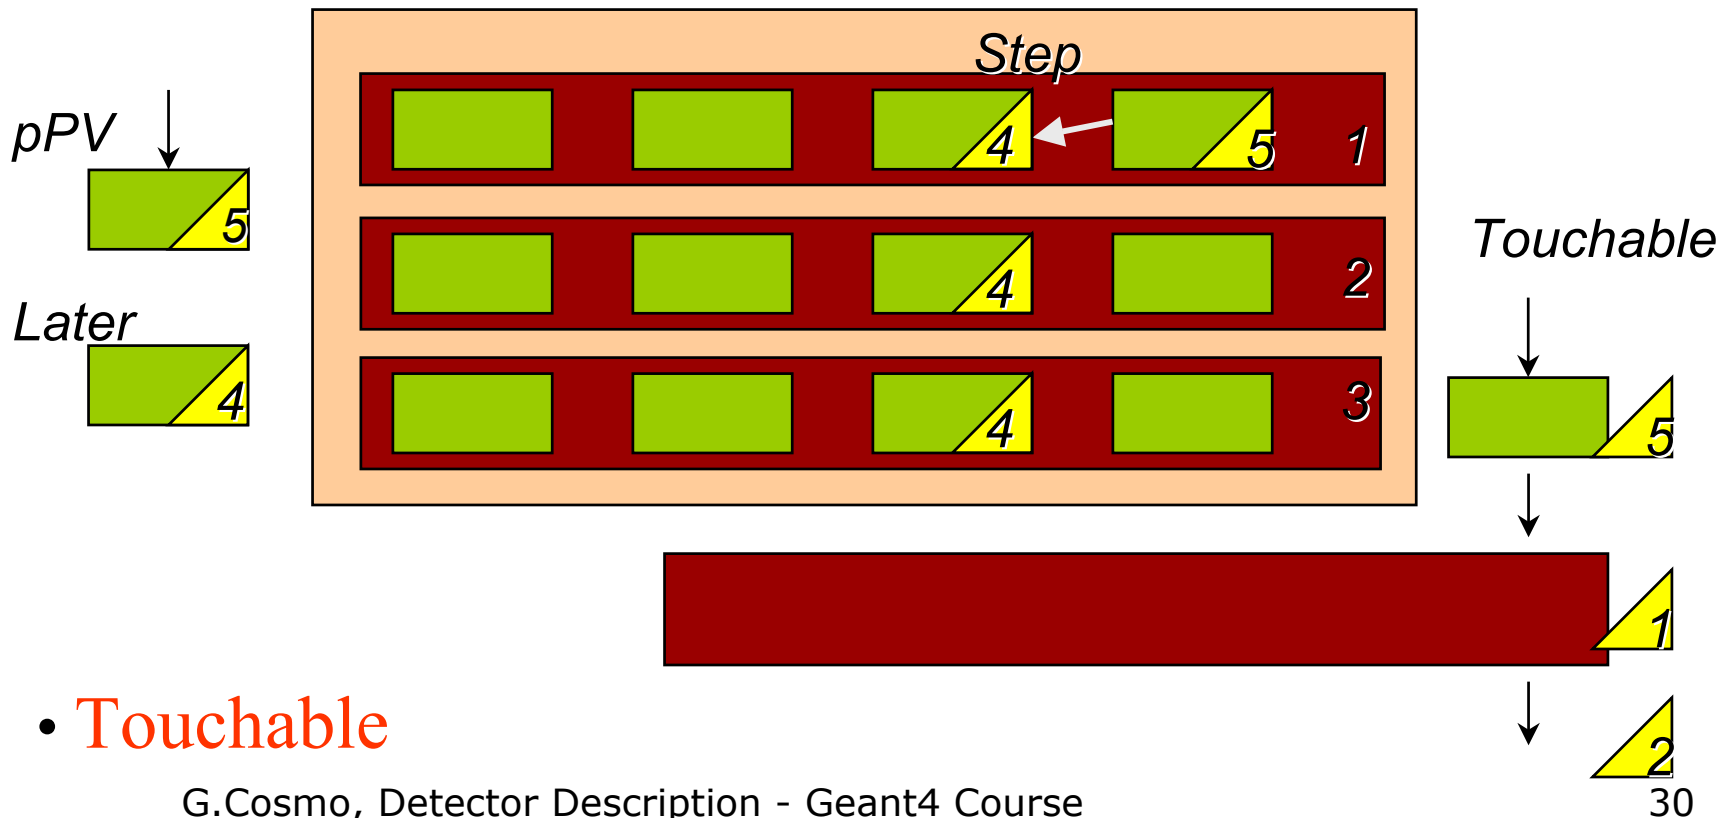 Step
pPV
4
5
1
5
Touchable
4
2
Later
4
4
3
5
1
• Touchable
2
G.Cosmo, Detector Description - Geant4 Course
30